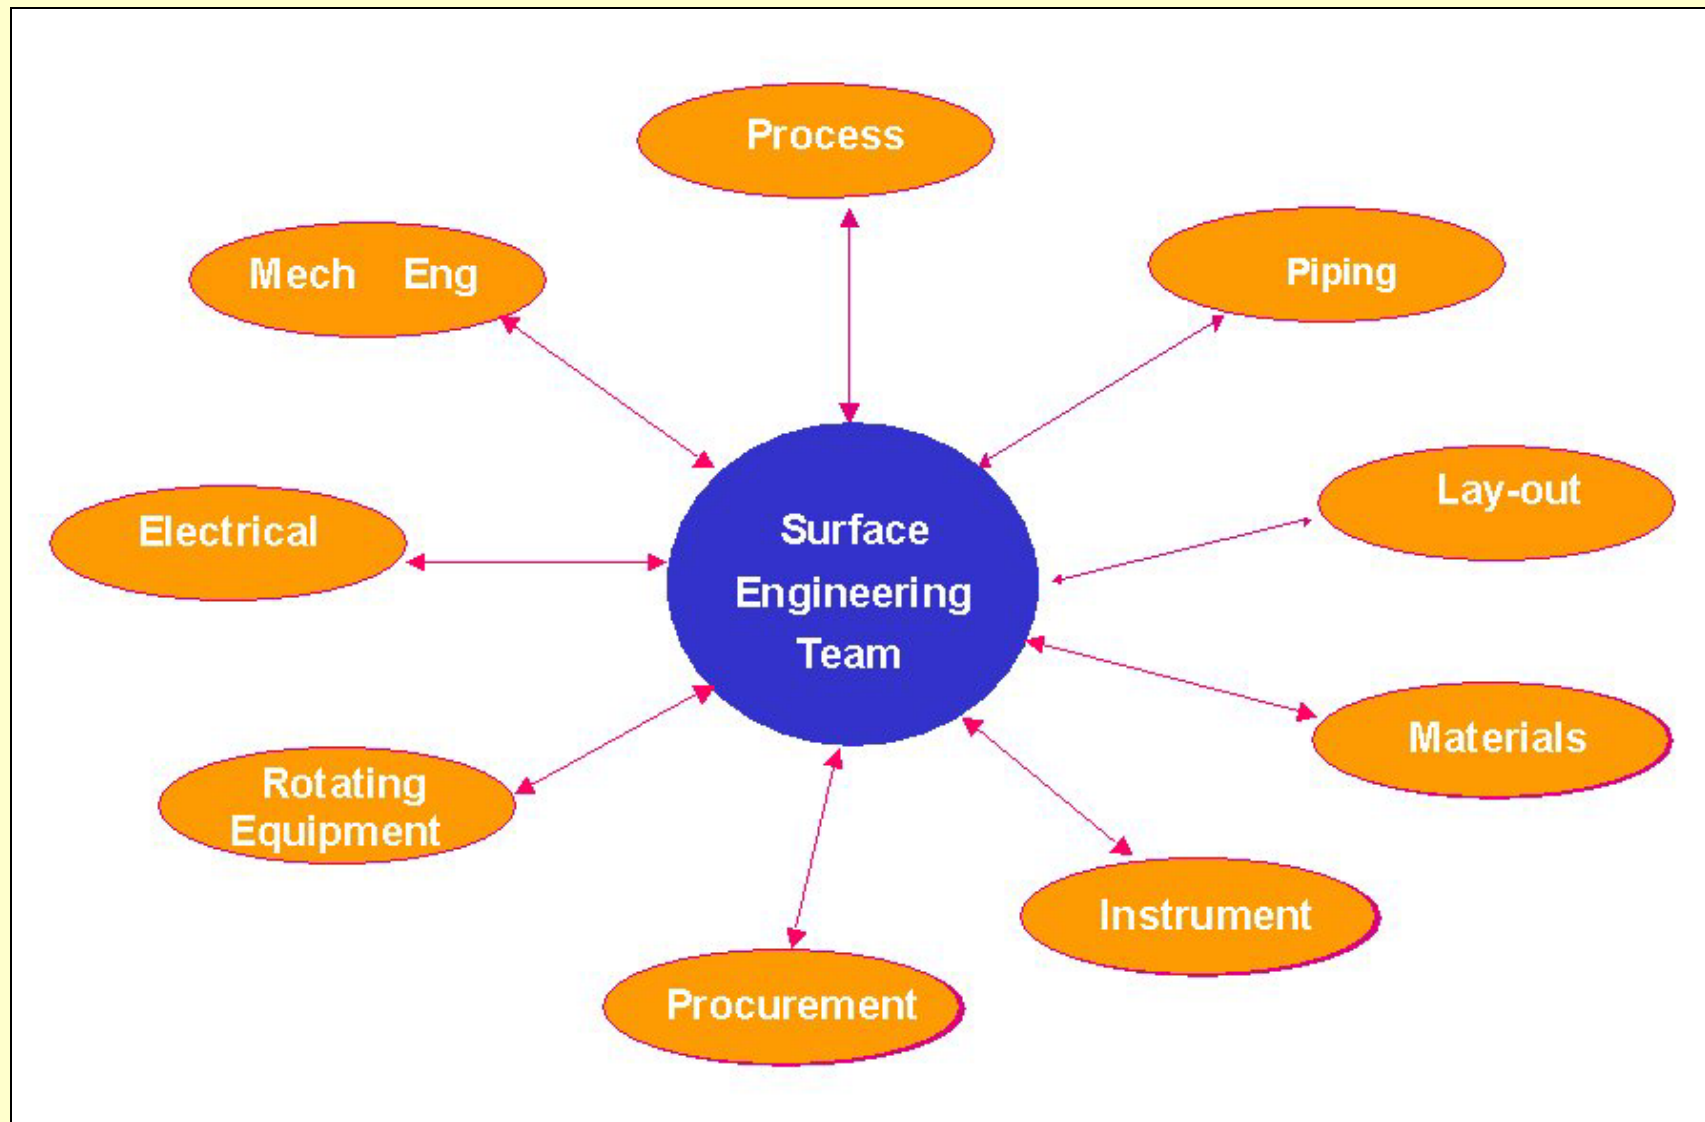 Process
Mech Eng
Piping
Lay-out
Electrical
Surface
Engineering
Team
Materials
Rotating
Equipment
Instrument
Procurement